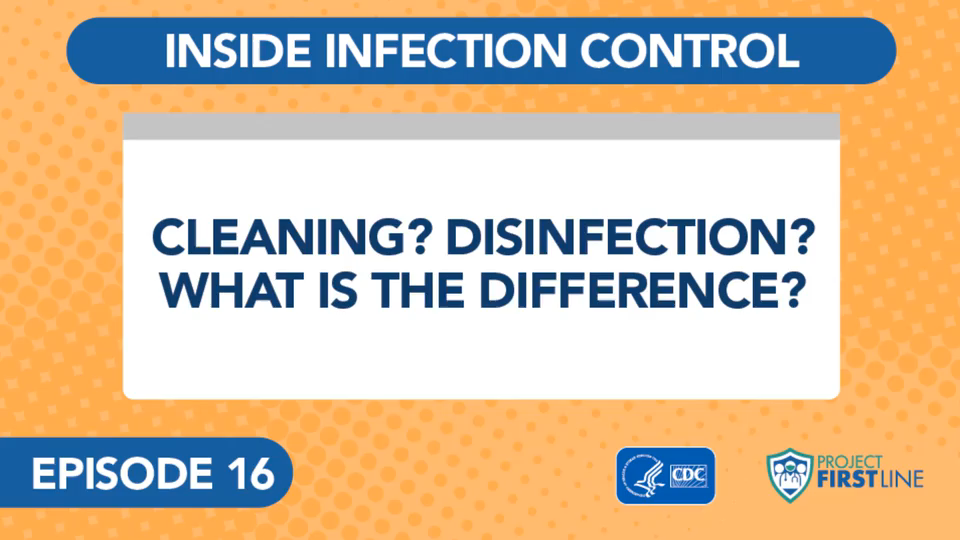 INSIDE INFECTION CONTROL
CLEANING? DISINFECTION?
WHAT IS THE DIFFERENCE?
EPISODE 16
CDC
PROJECT
FIRSTLINE